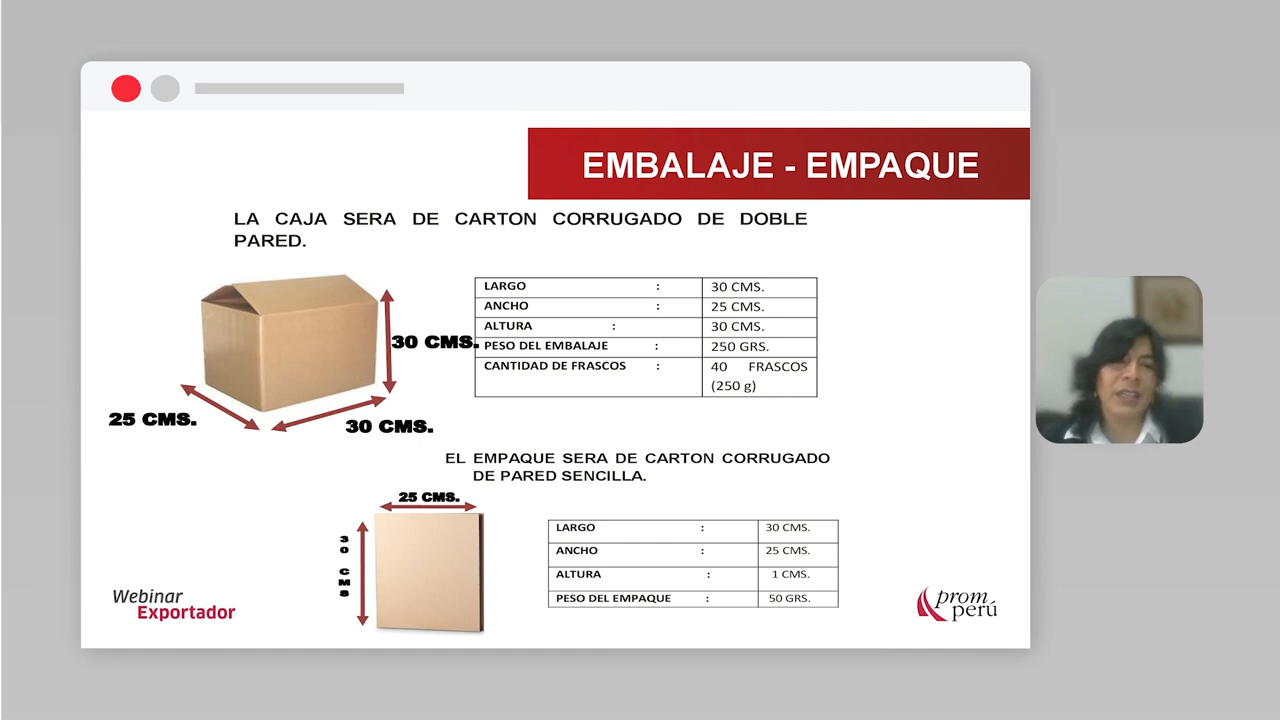 EMBALAJE - EMPAQUE
LA CAJA SERA DE CARTON CORRUGADO DE DOBLE
PARED.
LARGO : 30 CMS.
ANCHO : 25 CMS.
ALTURA : 30 CMS.
PESO DEL EMBALAJE : 250 GRS.
CANTIDAD DE FRASCOS : 40 FRASCOS
(250 g)
30 CMS.
25 CMS.
30 CMS.
EL EMPAQUE SERA DE CARTON CORRUGADO
DE PARED SENCILLA.
25 CMS.
30 CMS
LARGO : 30 CMS.
ANCHO : 25 CMS.
ALTURA : 1 CMS.
PESO DEL EMPAQUE : 50 GRS.
Webinar
Exportador
prom
perú